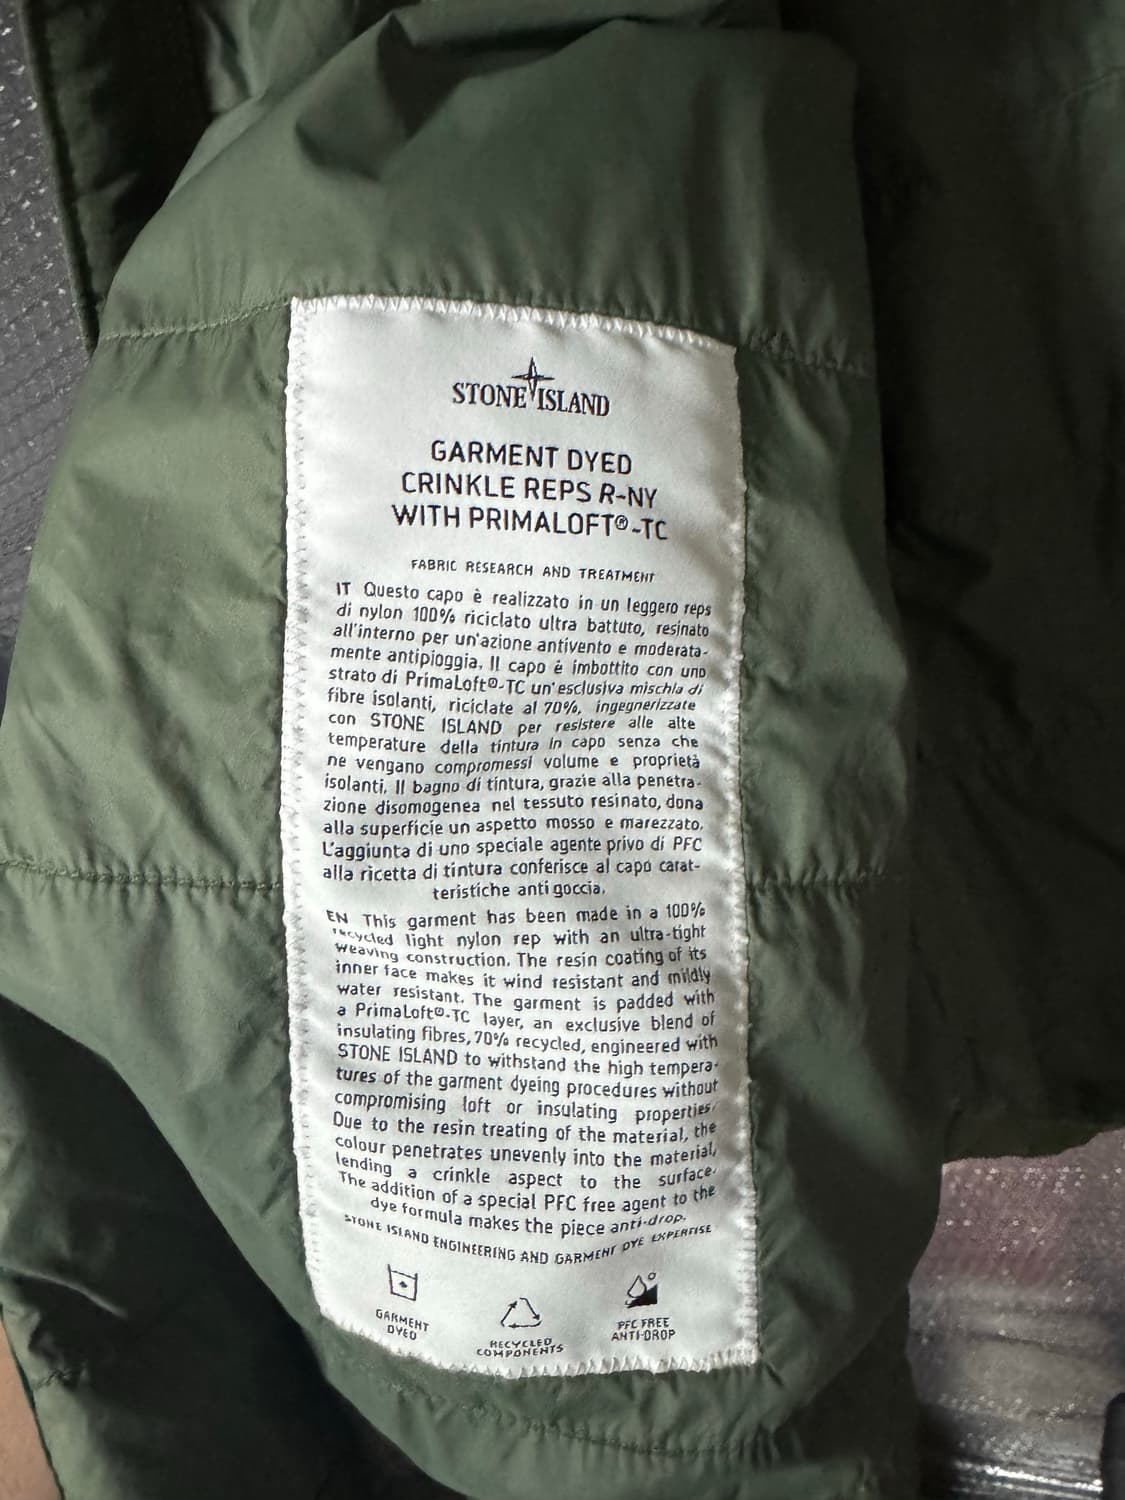 STONE ISLAND
GARMENT DYED
CRINKLE REPS R-NY
WITH PRIMALOFT®-TC
FABRIC RESEARCH AND TREATMENT
IT Questo capo è realizzato in un leggero reps
di nylon 100% riciclato ultra battuto, resinato
all'interno per un'azione antivento e moderata-
mente antipioggia. Il capo è imbottito con uno
strato di PrimaLoft®-TC un'esclusiva mischia di
fibre isolanti, riciclate al 70%, ingegnerizzate
con STONE ISLAND per resistere alle alte
temperature della tintura in capo senza che
ne vengano compromessi volume e proprietà
isolanti. Il bagno di tintura, grazie alla penetra-
zione disomogenea nel tessuto resinato, dona
alla superficie un aspetto mosso e marezzato.
L'aggiunta di uno speciale agente privo di PFC
alla ricetta di tintura conferisce al capo carat-
teristiche anti goccia.
EN This garment has been made in a 100%
recycled light nylon rep with an ultra-tight
weaving construction. The resin coating of its
inner face makes it wind resistant and mildly
water resistant. The garment is padded with
a PrimaLoft®-TC layer, an exclusive blend of
insulating fibres, 70% recycled, engineered with
STONE ISLAND to withstand the high tempera-
tures of the garment dyeing procedures without
compromising loft or insulating properties.
Due to the resin treating of the material, the
colour penetrates unevenly into the material,
lending a crinkle aspect to the surface.
The addition of a special PFC free agent to the
dye formula makes the piece anti-drop.
STONE ISLAND ENGINEERING AND GARMENT DYE EXPERTISE
GARMENT
DYED
RECYCLED
COMPONENTS
PFC FREE
ANTI-DROP